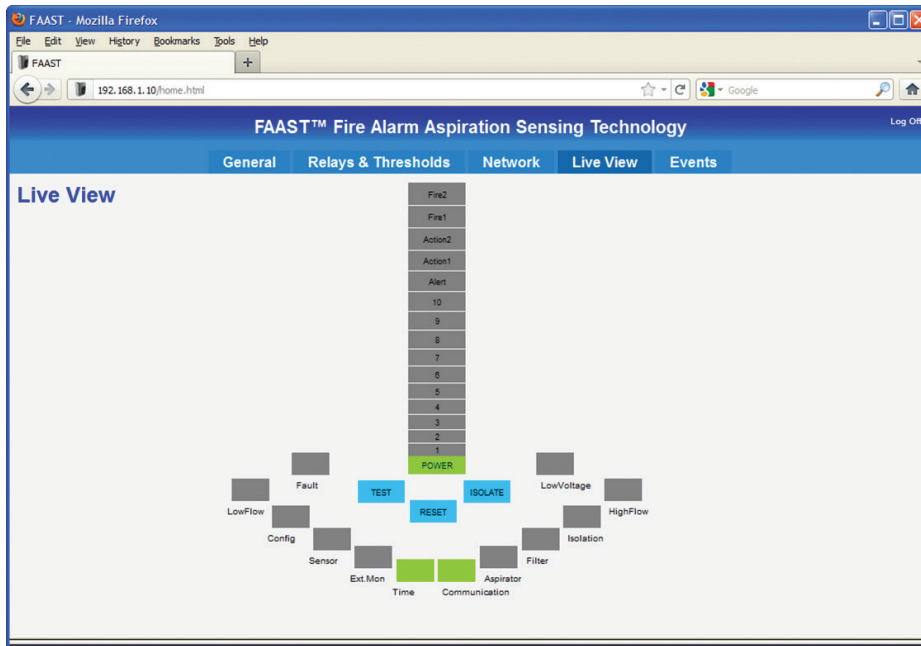 FAAST - Mozilla Firefox
File Edit View History Bookmarks Tools Help
FAAST
192.168.1.10/home.html Google
FAAST™ Fire Alarm Aspiration Sensing Technology
Log Off
General Relays & Thresholds Network Live View Events
Live View
Fire2
Fire1
Action2
Action1
Alert
10
9
8
7
6
5
4
3
2
1
POWER
Fault TEST ISOLATE LowVoltage
LowFlow RESET HighFlow
Config Isolation
Sensor Filter
Ext.Mon Aspirator
Time Communication